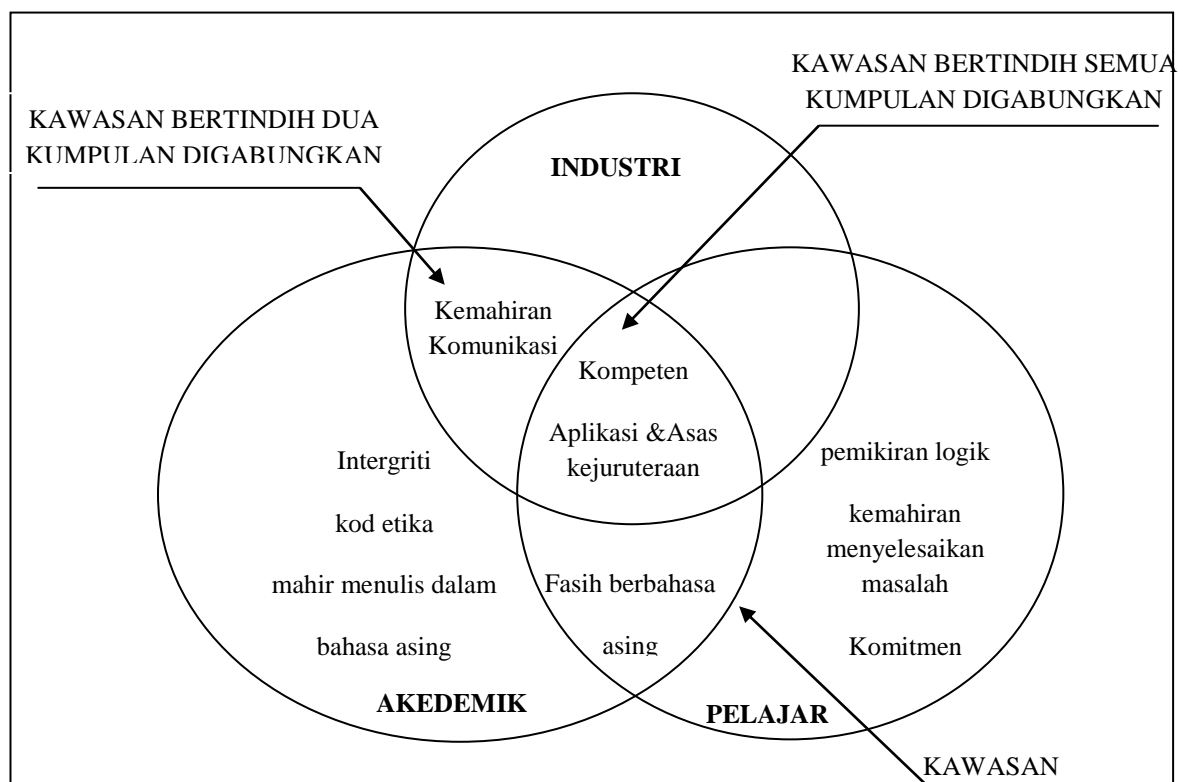 KAWASAN BERTINDIH SEMUA
KUMPULAN DIGABUNGKAN
KAWASAN BERTINDIH DUA
KUMPULAN DIGABUNGKAN
INDUSTRI
Kemahiran
Komunikasi
Kompeten
Aplikasi &Asas
kejuruteraan
Intergriti
kod etika
mahir menulis dalam
bahasa asing
Fasih berbahasa
asing
pemikiran logik
kemahiran
menyelesaikan
masalah
Komitmen
AKEDEMIK
PELAJAR
KAWASAN